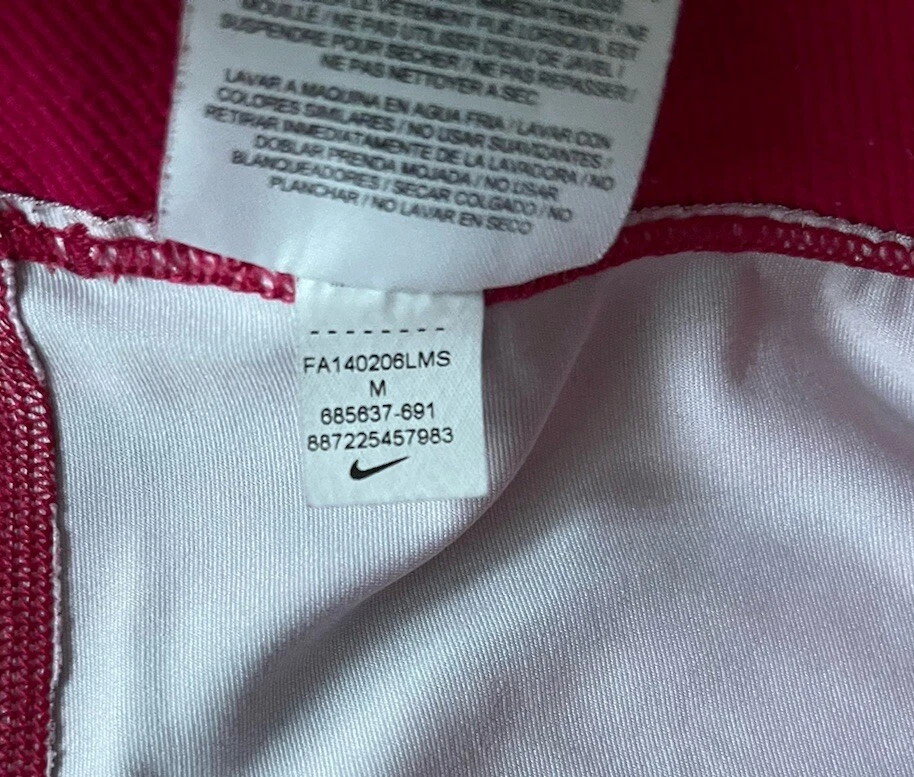 MOUILLÉ / NE PAS UTILISER D'EAU DE JAVEL /
SUSPENDRE POUR SÉCHER / NE PAS REPASSER /
NE PAS NETTOYER A SEC
LAVAR A MAQUINA EN AGUA FRIA / LAVAR CON
COLORES SIMILARES / NO USAR SUAVIZANTES /
RETIRAR INMEDIATAMENTE DE LA LAVADORA / NO
DOBLAR PRENDA MOJADA / NO USAR
BLANQUEADORES / SECAR COLGADO / NO
PLANCHAR / NO LAVAR EN SECO
FA140206LMS
M
685637-691
887225457983